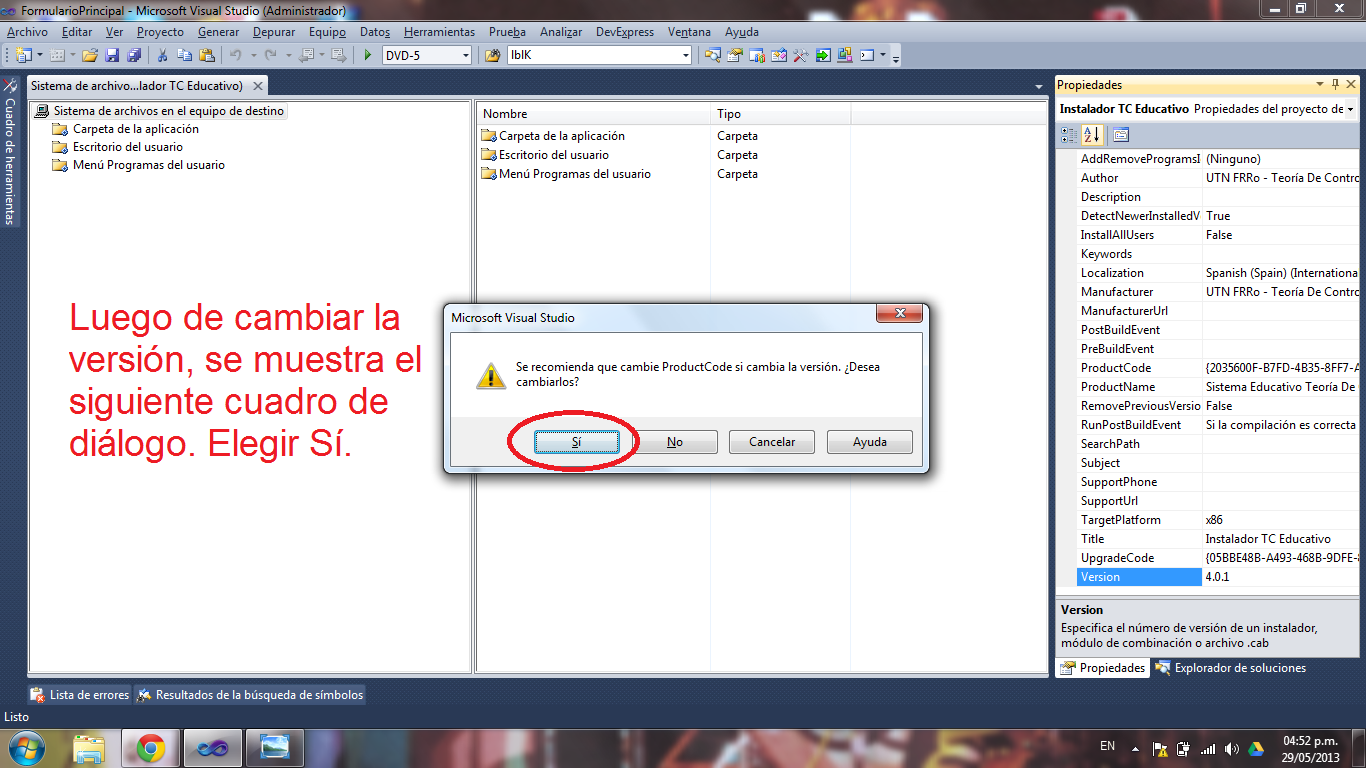 FormularioPrincipal - Microsoft Visual Studio (Administrador)
Archivo Editar Ver Proyecto Generar Depurar Equipo Datos Herramientas Prueba Analizar DevExpress Ventana Ayuda
DVD-5 lblK
Cuadro de herramientas
Sistema de archivo...lador TC Educativo)
Sistema de archivos en el equipo de destino
Carpeta de la aplicación
Escritorio del usuario
Menú Programas del usuario
Nombre Tipo
Carpeta de la aplicación Carpeta
Escritorio del usuario Carpeta
Menú Programas del usuario Carpeta
Luego de cambiar la
versión, se muestra el
siguiente cuadro de
diálogo. Elegir Sí.
Microsoft Visual Studio
Se recomienda que cambie ProductCode si cambia la versión. ¿Desea
cambiarlos?
Sí No Cancelar Ayuda
Propiedades
Instalador TC Educativo Propiedades del proyecto de
AddRemoveProgramsI (Ninguno)
Author UTN FRRo - Teoría De Contro
Description
DetectNewerInstalledV True
InstallAllUsers False
Keywords
Localization Spanish (Spain) (Internationa
Manufacturer UTN FRRo - Teoría De Contro
ManufacturerUrl
PostBuildEvent
PreBuildEvent
ProductCode {2035600F-B7FD-4B35-8FF7-A
ProductName Sistema Educativo Teoría De
RemovePreviousVersio False
RunPostBuildEvent Si la compilación es correcta
SearchPath
Subject
SupportPhone
SupportUrl
TargetPlatform x86
Title Instalador TC Educativo
UpgradeCode {05BBE48B-A493-468B-9DFE-
Version 4.0.1
Version
Especifica el número de versión de un instalador,
módulo de combinación o archivo .cab
Propiedades Explorador de soluciones
Lista de errores Resultados de la búsqueda de símbolos
Listo
EN
04:52 p.m.
29/05/2013